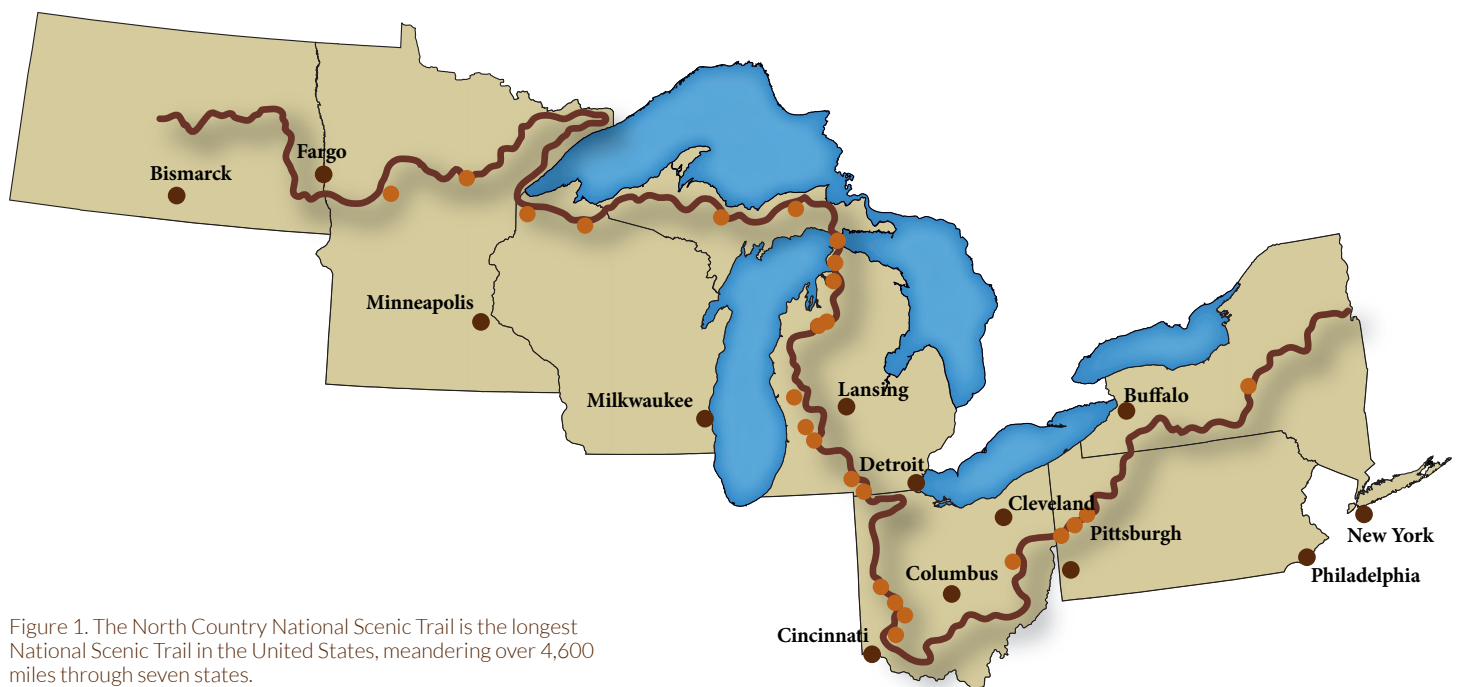 Fargo
Bismarck
Minneapolis
Milkwaukee
Lansing
Buffalo
Detroit
Cleveland
Pittsburgh
New York
Columbus
Philadelphia
Cincinnati
Figure 1. The North Country National Scenic Trail is the longest
National Scenic Trail in the United States, meandering over 4,600
miles through seven states.